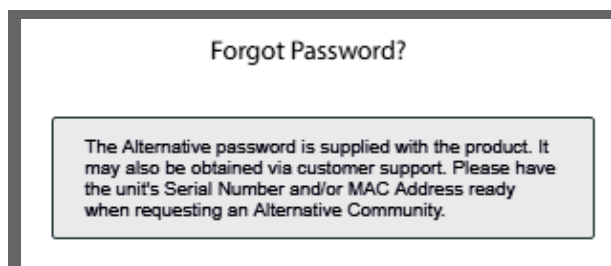 Forgot Password?
The Alternative password is supplied with the product. It
may also be obtained via customer support. Please have
the unit's Serial Number and/or MAC Address ready
when requesting an Alternative Community.